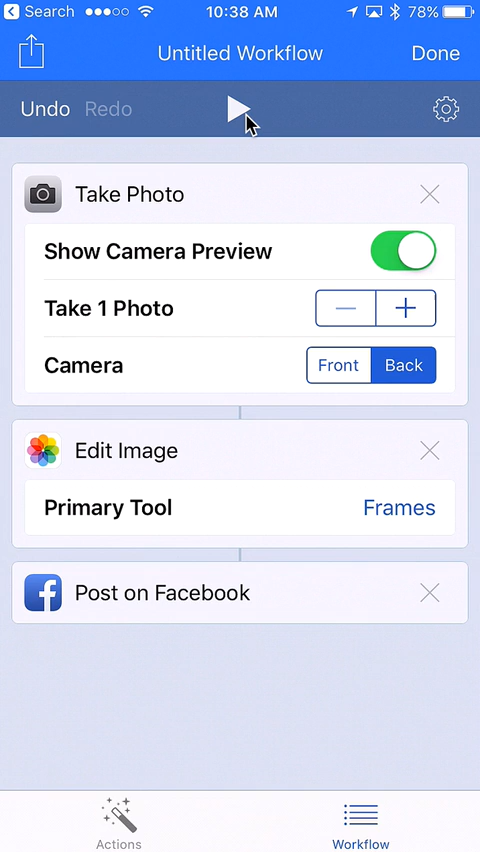 Search 10:38 AM 78%
Untitled Workflow Done
Undo Redo
Take Photo
Show Camera Preview
Take 1 Photo
Camera Front Back
Edit Image
Primary Tool Frames
Post on Facebook
Actions Workflow